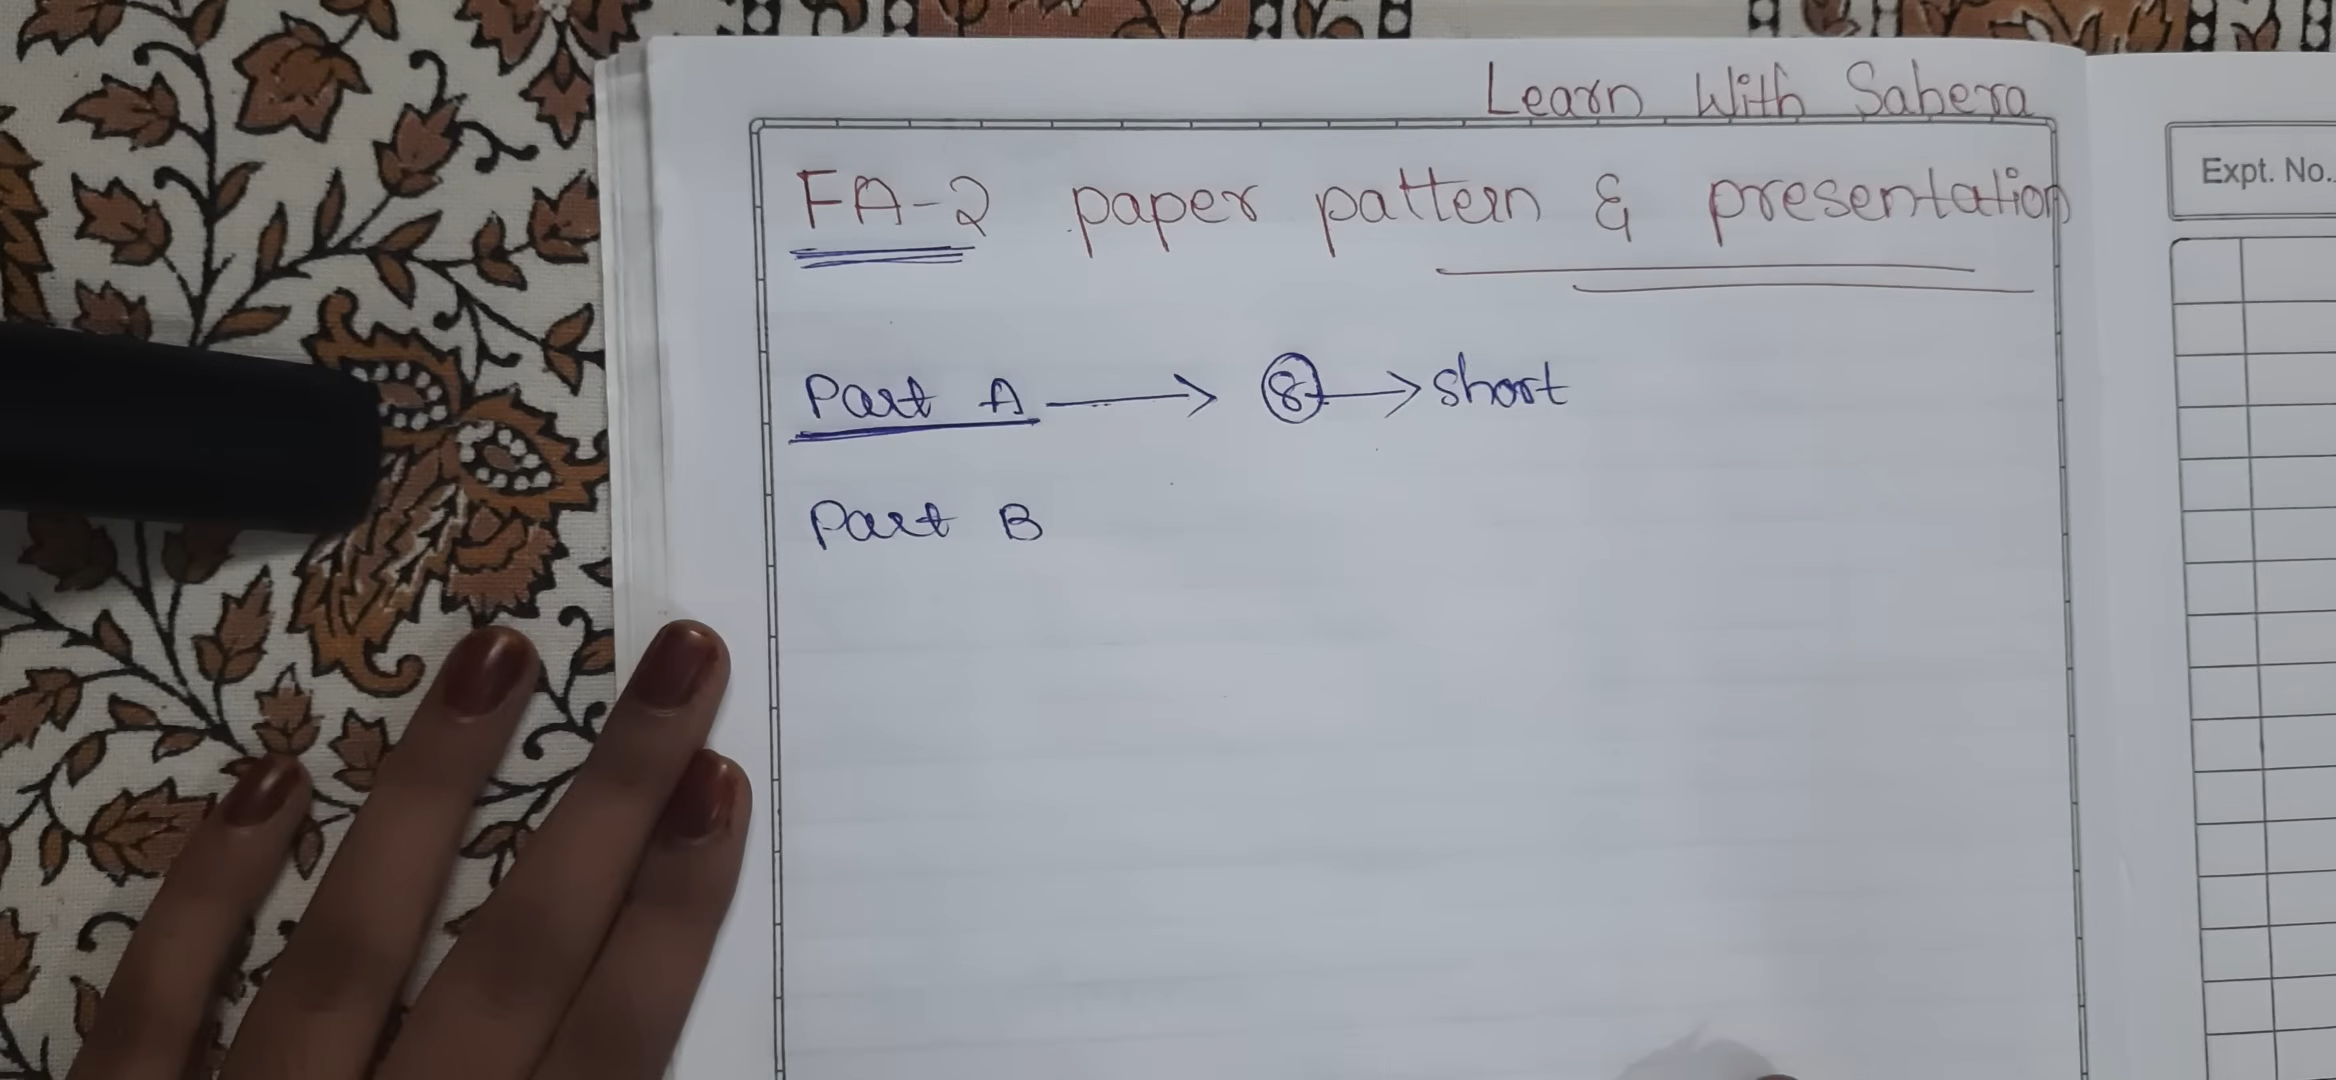 Learn With Sabera
FA-2 paper pattern & presentation
Expt. No.
Part A → 8 → short
Part B